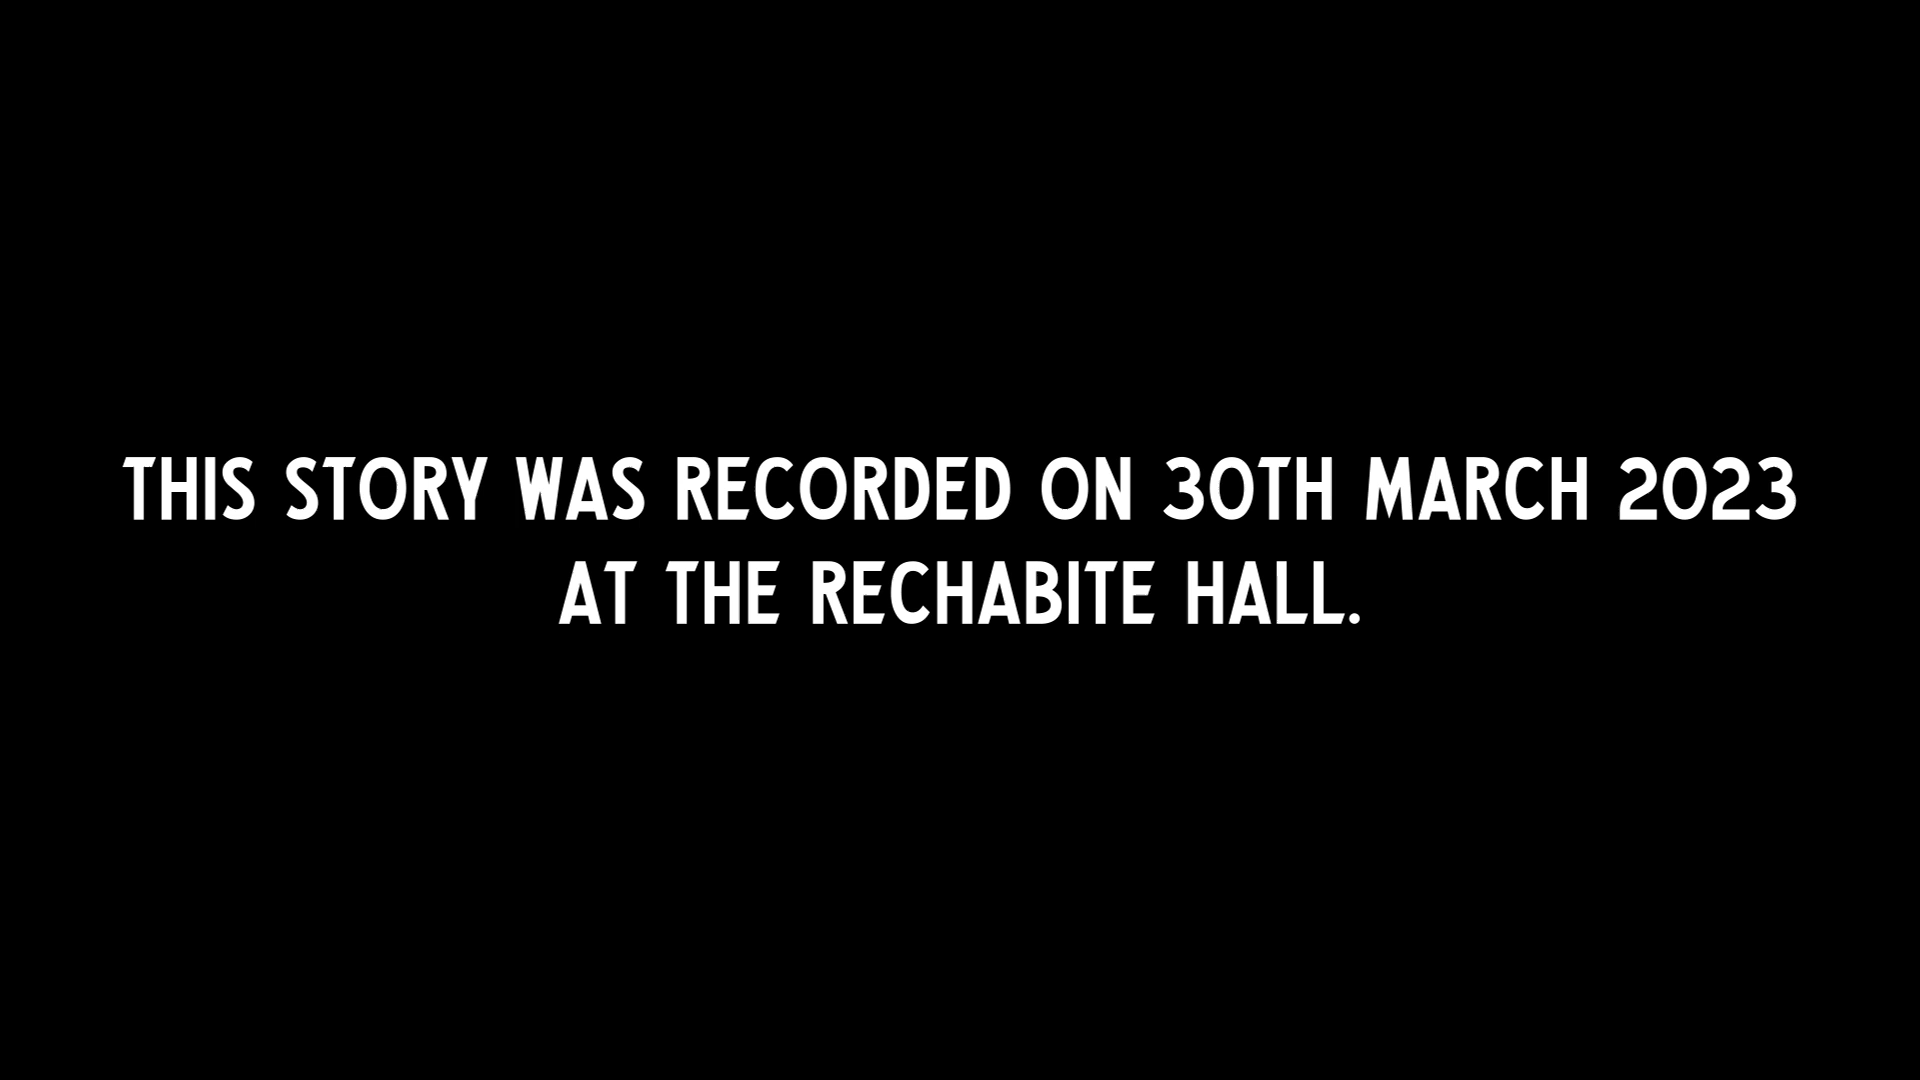 THIS STORY WAS RECORDED ON 30TH MARCH 2023
AT THE RECHABITE HALL.